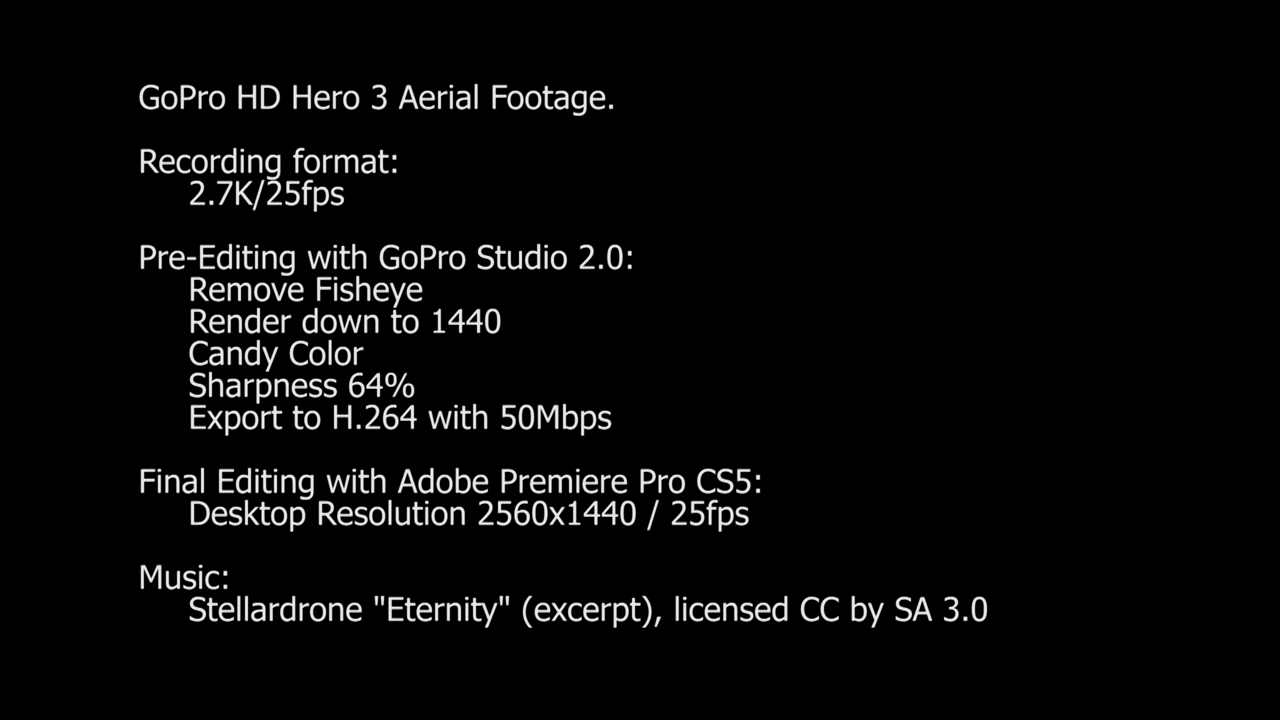 GoPro HD Hero 3 Aerial Footage.
Recording format:
2.7K/25fps
Pre-Editing with GoPro Studio 2.0:
Remove Fisheye
Render down to 1440
Candy Color
Sharpness 64%
Export to H.264 with 50Mbps
Final Editing with Adobe Premiere Pro CS5:
Desktop Resolution 2560x1440 / 25fps
Music:
Stellardrone "Eternity" (excerpt), licensed CC by SA 3.0